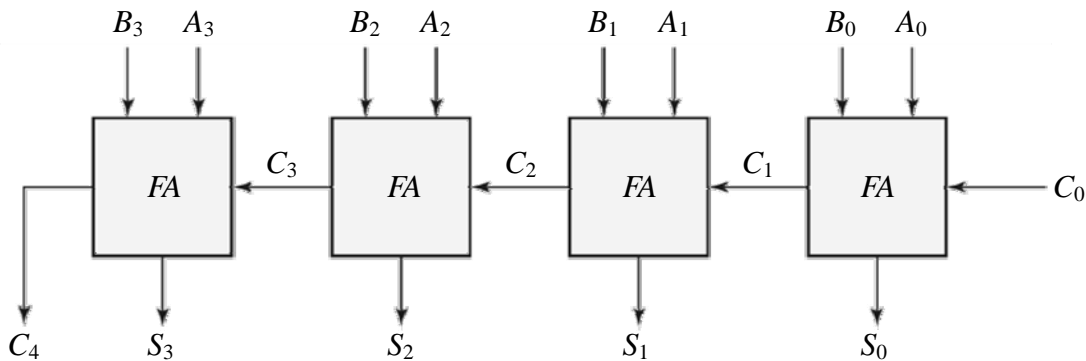 B₃ A₃ B₂ A₂ B₁ A₁ B₀ A₀
FA C₃ FA C₂ FA C₁ FA C₀
C₄ S₃ S₂ S₁ S₀